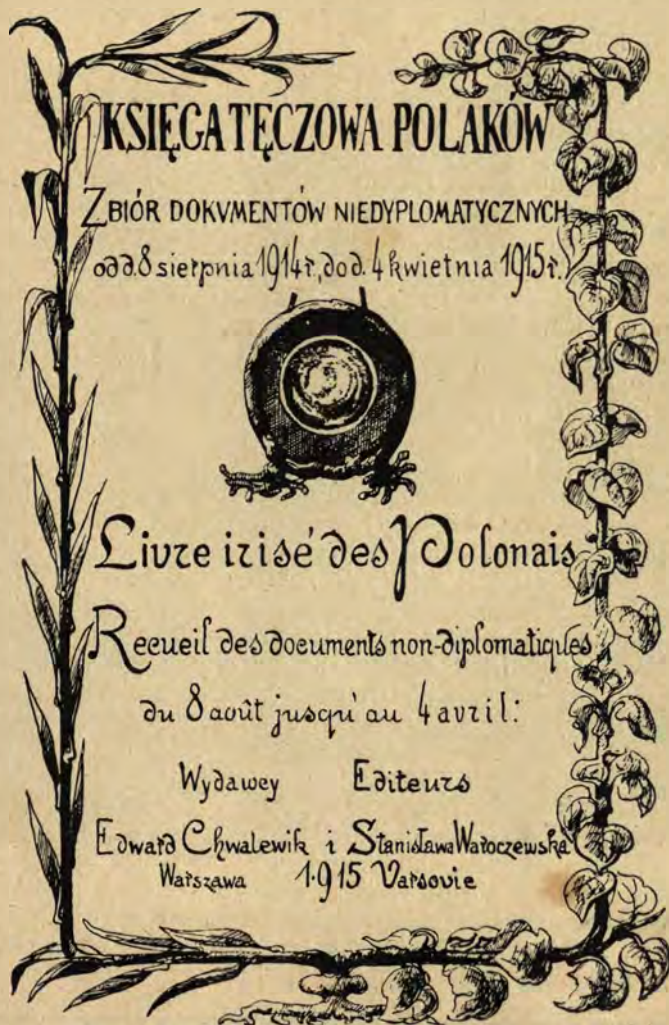 KSIĘGA TĘCZOWA POLAKÓW
ZBIÓR DOKVMENTÓW NIEDYPLOMATYCZNYCH
od d. 8 sierpnia 1914 r., do d. 4 kwietnia 1915 r.
Livre irisé des Polonais
Recueil des documents non-diplomatiques
du 8 août jusqu'au 4 avril:
Wydawcy Editeurs
Edward Chwalewik i Stanisława Waroczewska
Warszawa 1915 Varsovie